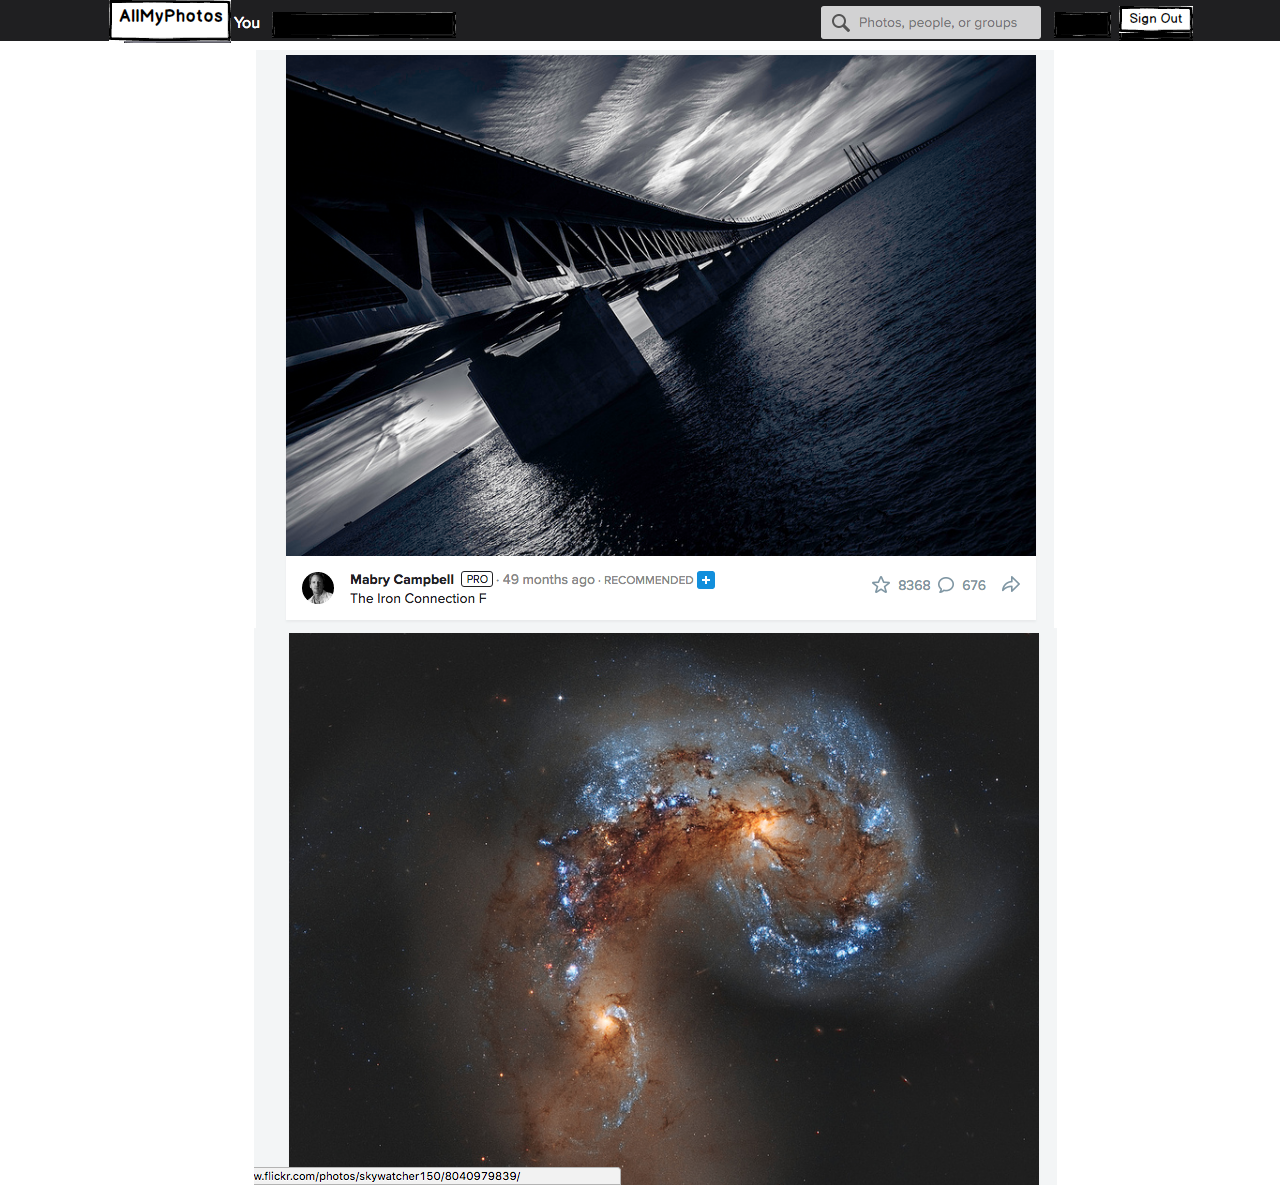 AllMyPhotos You Photos, people, or groups Sign Out
Mabry Campbell PRO · 49 months ago · RECOMMENDED + 8368 676
The Iron Connection F
w.flickr.com/photos/skywatcher150/8040979839/